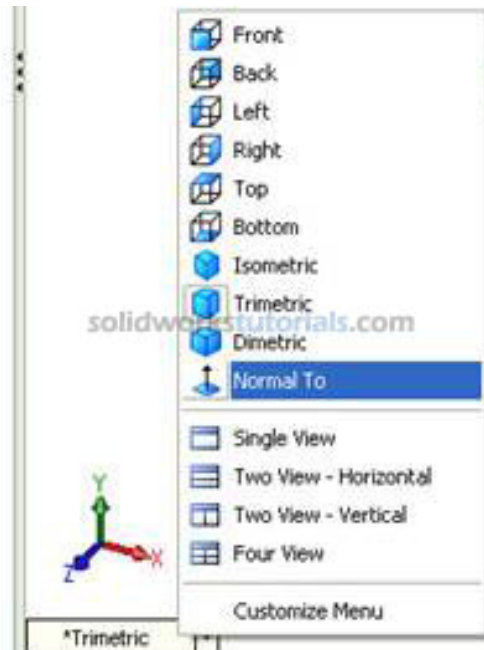 Front
Back
Left
Right
Top
Bottom
Isometric
Trimetric
solidworkstutorials.com
Dimetric
Normal To
Single View
Two View - Horizontal
Two View - Vertical
Four View
Y
X
Z
Customize Menu
*Trimetric